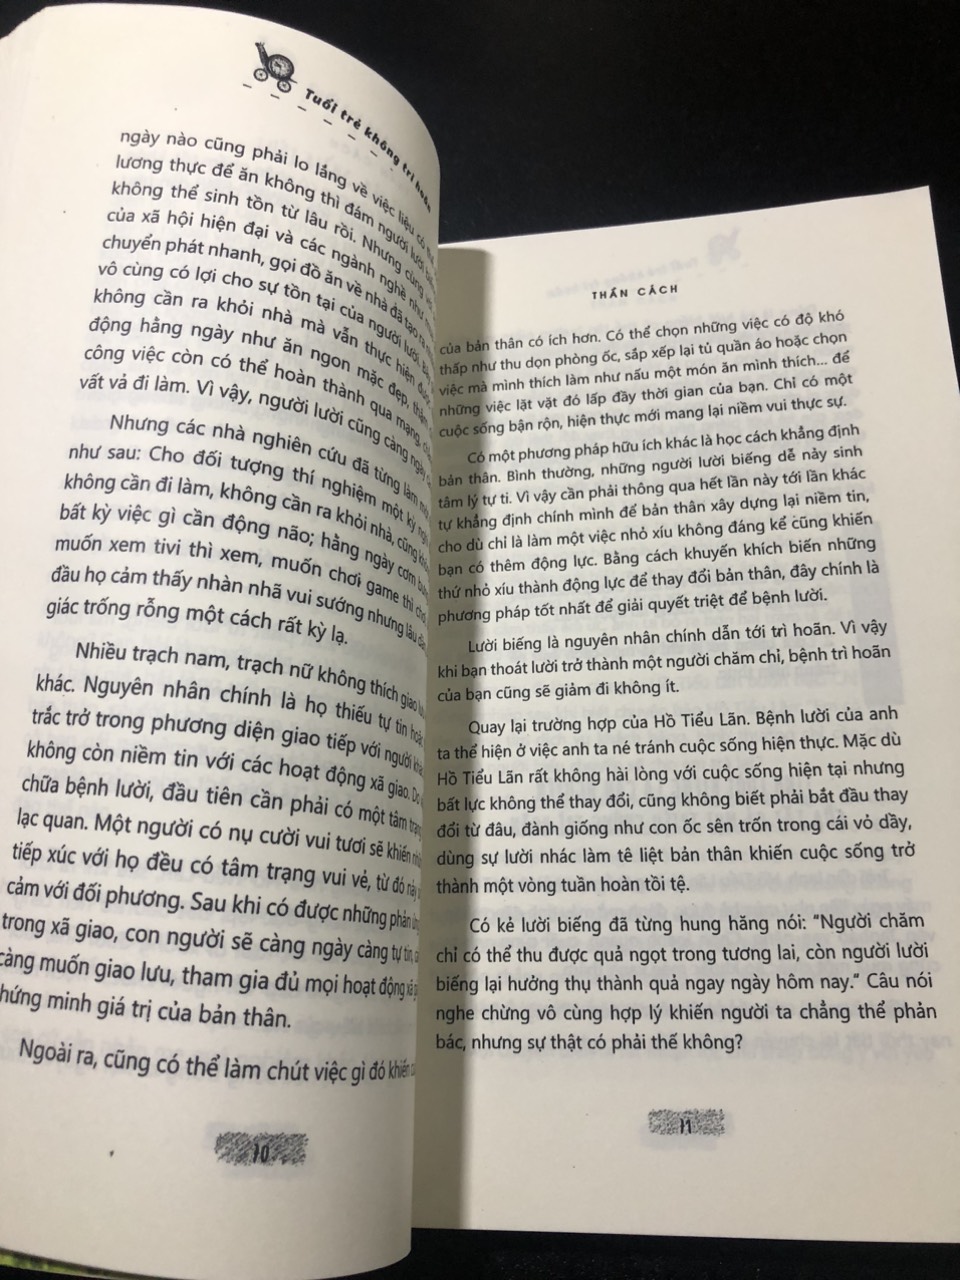 Tuổi trẻ không trì hoãn
ngày nào cũng phải lo lắng về việc liệu có
lương thực để ăn không thì đám người lười
không thể sinh tồn từ lâu rồi. Nhưng cùng
của xã hội hiện đại và các ngành nghề như
chuyển phát nhanh, gọi đồ ăn về nhà đã tạo ra
vô cùng có lợi cho sự tồn tại của người lười.
không cần ra khỏi nhà mà vẫn thực hiện được
động hằng ngày như ăn ngon mặc đẹp, thậm
công việc còn có thể hoàn thành qua mạng,
vất vả đi làm. Vì vậy, người lười cũng càng ngày
Nhưng các nhà nghiên cứu đã từng làm
như sau: Cho đối tượng thí nghiệm một kỳ
không cần đi làm, không cần ra khỏi nhà, cũng
bất kỳ việc gì cần động não; hằng ngày cơm
muốn xem tivi thì xem, muốn chơi game thì
đầu họ cảm thấy nhàn nhã vui sướng nhưng lâu
giác trống rỗng một cách rất kỳ lạ.
Nhiều trạch nam, trạch nữ không thích giao
khác. Nguyên nhân chính là họ thiếu tự tin hoặc
trắc trở trong phương diện giao tiếp với người
không còn niềm tin với các hoạt động xã giao.
chữa bệnh lười, đầu tiên cần phải có một tâm
lạc quan. Một người có nụ cười vui tươi sẽ khiến
tiếp xúc với họ đều có tâm trạng vui vẻ, từ đó
cảm với đối phương. Sau khi có được những phản
trong xã giao, con người sẽ càng ngày càng tự tin,
càng muốn giao lưu, tham gia đủ mọi hoạt động
hứng minh giá trị của bản thân.
Ngoài ra, cũng có thể làm chút việc gì đó khiến
10
THẦN CÁCH
của bản thân có ích hơn. Có thể chọn những việc có độ khó
thấp như thu dọn phòng ốc, sắp xếp lại tủ quần áo hoặc chọn
việc mà mình thích làm như nấu một món ăn mình thích... để
những việc lặt vặt đó lấp đầy thời gian của bạn. Chỉ có một
cuộc sống bận rộn, hiện thực mới mang lại niềm vui thực sự.
Có một phương pháp hữu ích khác là học cách khẳng định
bản thân. Bình thường, những người lười biếng dễ nảy sinh
tâm lý tự ti. Vì vậy cần phải thông qua hết lần này tới lần khác
tự khẳng định chính mình để bản thân xây dựng lại niềm tin,
cho dù chỉ là làm một việc nhỏ xíu không đáng kể cũng khiến
bạn có thêm động lực. Bằng cách khuyến khích biến những
thứ nhỏ xíu thành động lực để thay đổi bản thân, đây chính là
phương pháp tốt nhất để giải quyết triệt để bệnh lười.
Lười biếng là nguyên nhân chính dẫn tới trì hoãn. Vì vậy
khi bạn thoát lười trở thành một người chăm chỉ, bệnh trì hoãn
của bạn cũng sẽ giảm đi không ít.
Quay lại trường hợp của Hồ Tiểu Lãn. Bệnh lười của anh
ta thể hiện ở việc anh ta né tránh cuộc sống hiện thực. Mặc dù
Hồ Tiểu Lãn rất không hài lòng với cuộc sống hiện tại nhưng
bất lực không thể thay đổi, cũng không biết phải bắt đầu thay
đổi từ đâu, đành giống như con ốc sên trốn trong cái vỏ dầy,
dùng sự lười nhác làm tê liệt bản thân khiến cuộc sống trở
thành một vòng tuần hoàn tồi tệ.
Có kẻ lười biếng đã từng hung hăng nói: “Người chăm
chỉ có thể thu được quả ngọt trong tương lai, còn người lười
biếng lại hưởng thụ thành quả ngay ngày hôm nay.” Câu nói
nghe chừng vô cùng hợp lý khiến người ta chẳng thể phản
bác, nhưng sự thật có phải thế không?
11